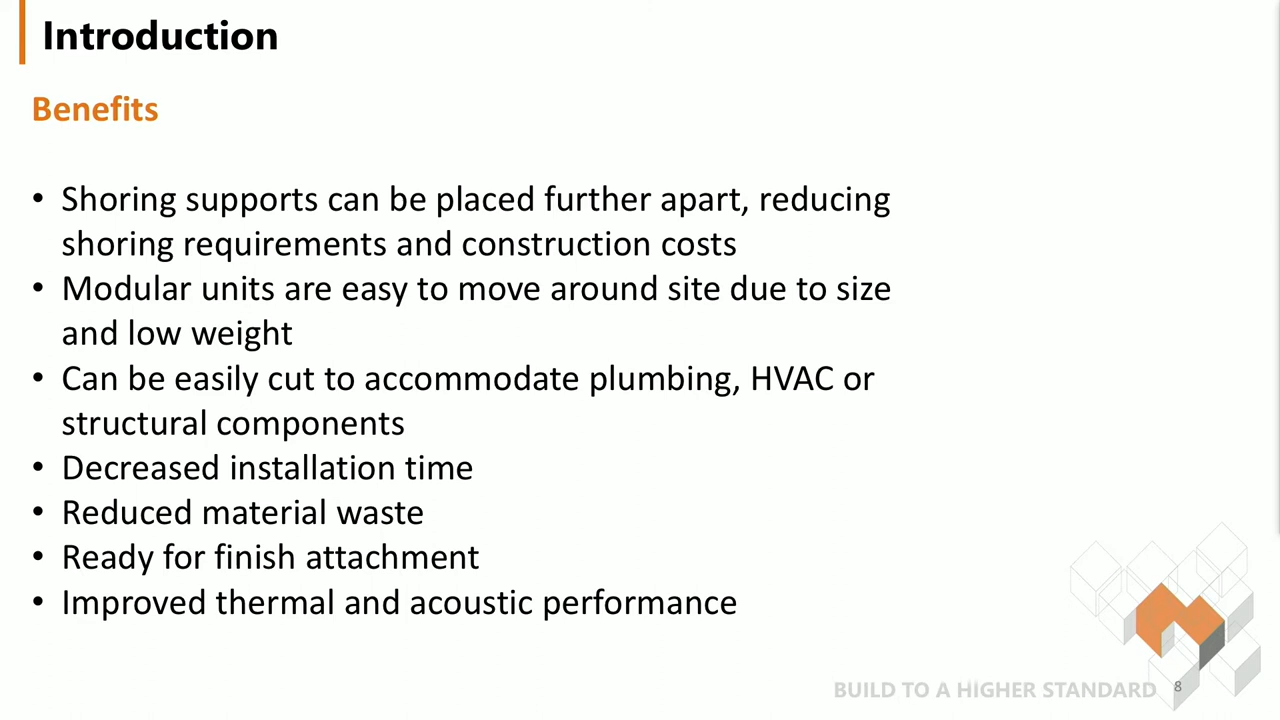 Introduction
Benefits
• Shoring supports can be placed further apart, reducing
shoring requirements and construction costs
• Modular units are easy to move around site due to size
and low weight
• Can be easily cut to accommodate plumbing, HVAC or
structural components
• Decreased installation time
• Reduced material waste
• Ready for finish attachment
• Improved thermal and acoustic performance
BUILD TO A HIGHER STANDARD 8